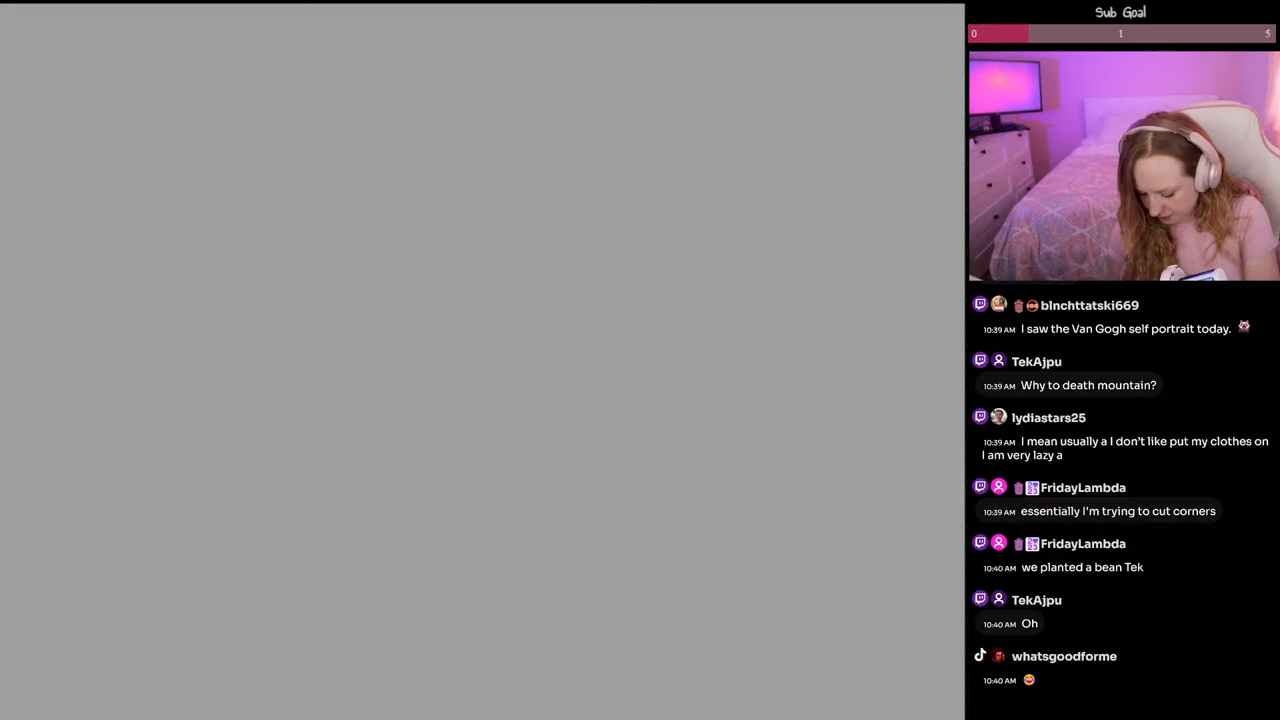 Sub Goal
0 1 5
blnchttatski669
10:39 AM I saw the Van Gogh self portrait today.
TekAjpu
10:39 AM Why to death mountain?
lydiastars25
10:39 AM I mean usually a I don't like put my clothes on
I am very lazy a
FridayLambda
10:39 AM essentially I'm trying to cut corners
FridayLambda
10:40 AM we planted a bean Tek
TekAjpu
10:40 AM Oh
whatsgoodforme
10:40 AM